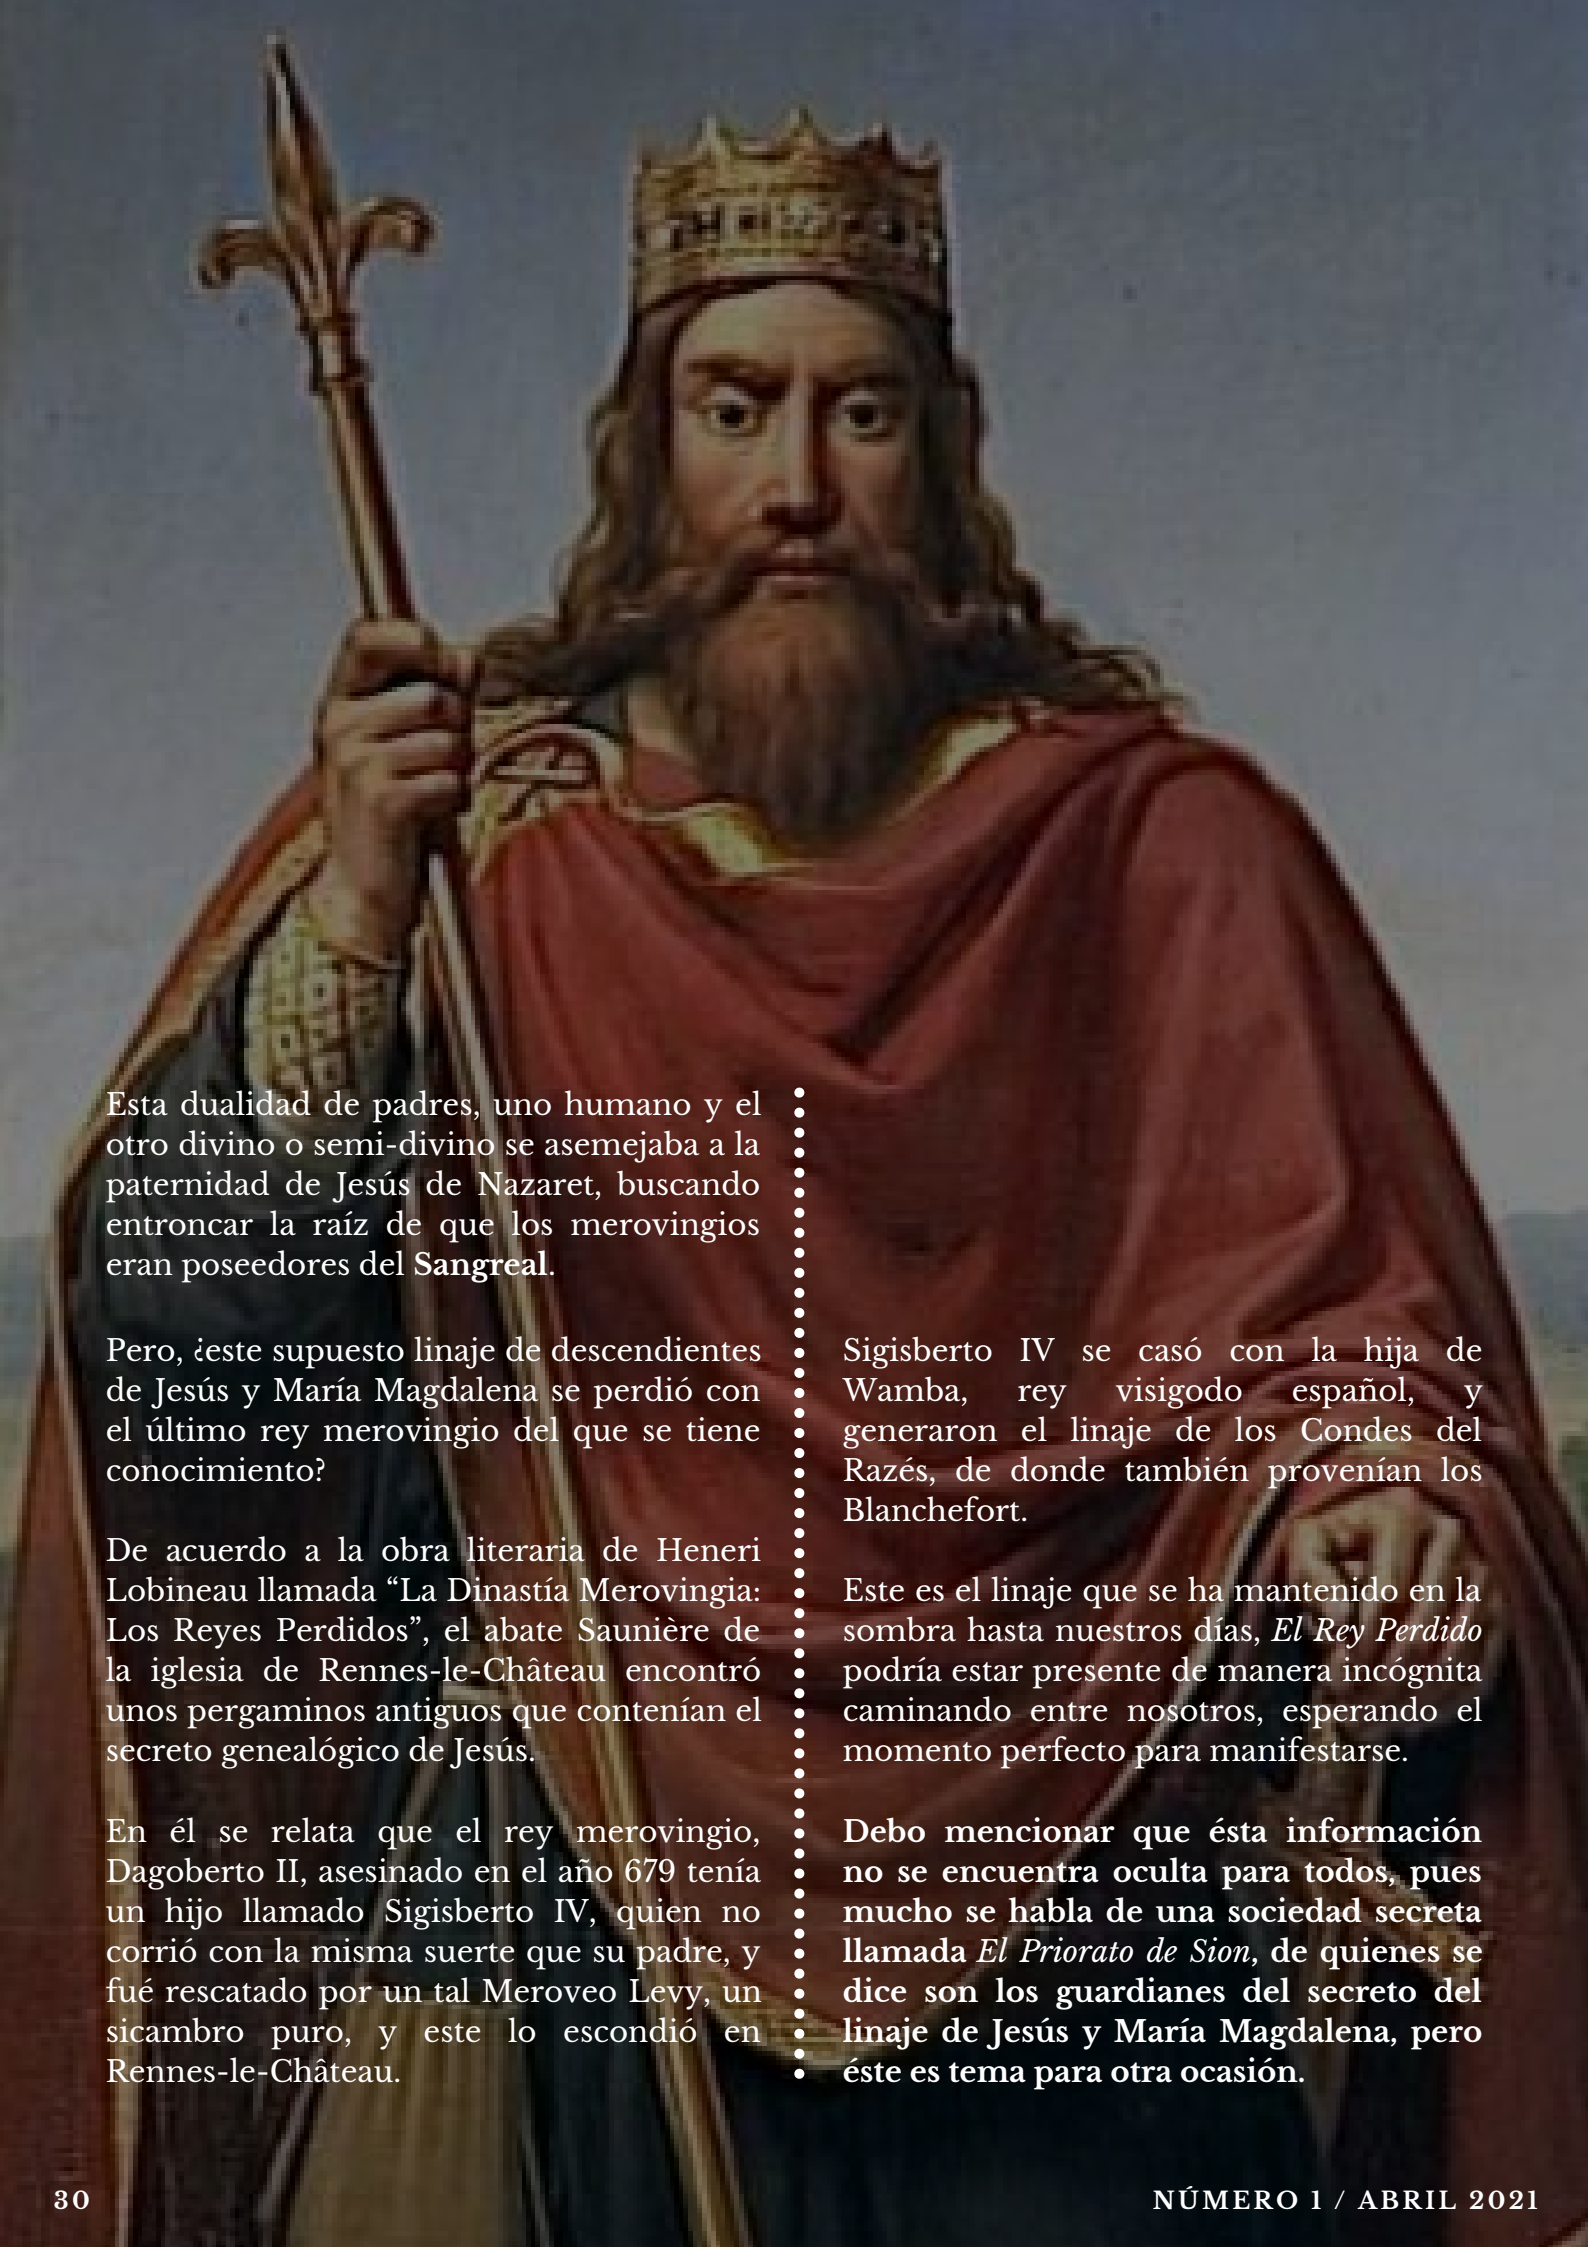 Esta dualidad de padres, uno humano y el
otro divino o semi-divino se asemejaba a la
paternidad de Jesús de Nazaret, buscando
entroncar la raíz de que los merovingios
eran poseedores del Sangreal.
Pero, ¿este supuesto linaje de descendientes
de Jesús y María Magdalena se perdió con
el último rey merovingio del que se tiene
conocimiento?
De acuerdo a la obra literaria de Heneri
Lobineau llamada “La Dinastía Merovingia:
Los Reyes Perdidos”, el abate Saunière de
la iglesia de Rennes-le-Château encontró
unos pergaminos antiguos que contenían el
secreto genealógico de Jesús.
En él se relata que el rey merovingio,
Dagoberto II, asesinado en el año 679 tenía
un hijo llamado Sigisberto IV, quien no
corrió con la misma suerte que su padre, y
fué rescatado por un tal Meroveo Levy, un
sicambro puro, y este lo escondió en
Rennes-le-Château.
Sigisberto IV se casó con la hija de
Wamba, rey visigodo español, y
generaron el linaje de los Condes del
Razés, de donde también provenían los
Blanchefort.
Este es el linaje que se ha mantenido en la
sombra hasta nuestros días, El Rey Perdido
podría estar presente de manera incógnita
caminando entre nosotros, esperando el
momento perfecto para manifestarse.
Debo mencionar que ésta información
no se encuentra oculta para todos, pues
mucho se habla de una sociedad secreta
llamada El Priorato de Sion, de quienes se
dice son los guardianes del secreto del
linaje de Jesús y María Magdalena, pero
éste es tema para otra ocasión.
30
NÚMERO 1 / ABRIL 2021